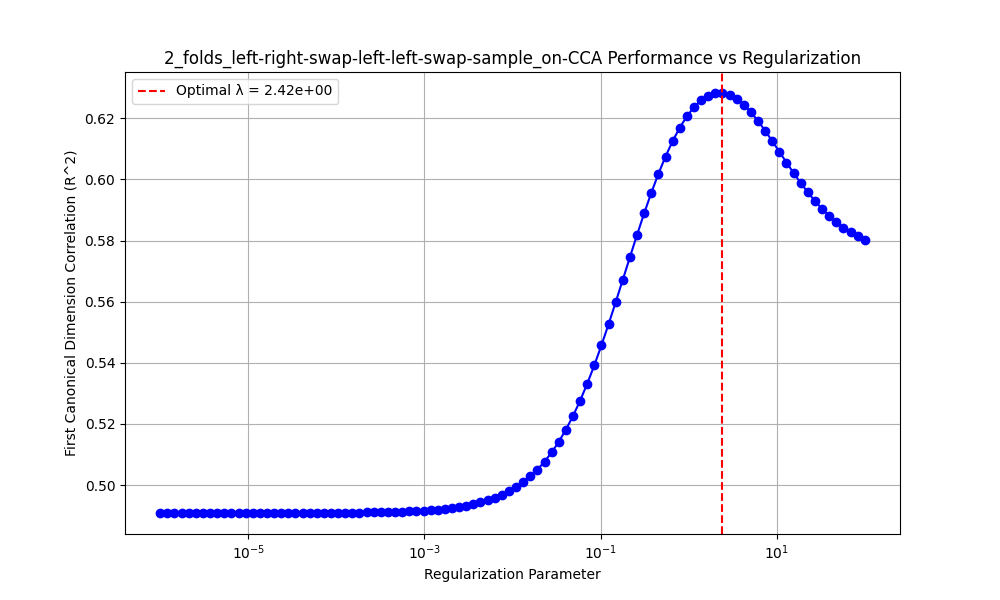 2_folds_left-right-swap-left-left-swap-sample_on-CCA Performance vs Regularization
Optimal λ = 2.42e+00
First Canonical Dimension Correlation (R^2)
0.62
0.60
0.58
0.56
0.54
0.52
0.50
10^-5 10^-3 10^-1 10^1
Regularization Parameter